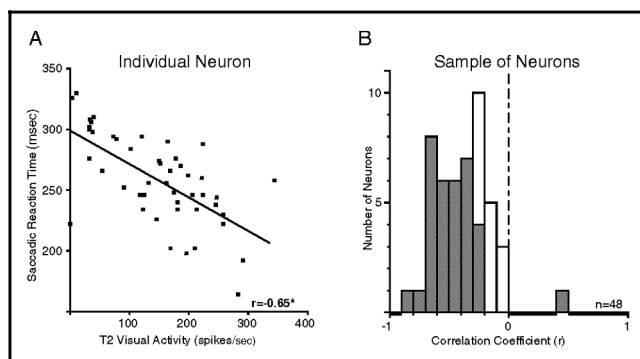 A
Individual Neuron
Saccadic Reaction Time (msec)
350
300
250
200
100
200
300
400
r=-0.65*
T2 Visual Activity (spikes/sec)
B
Sample of Neurons
Number of Neurons
10
5
n=48
-1
0
1
Correlation Coefficient (r)